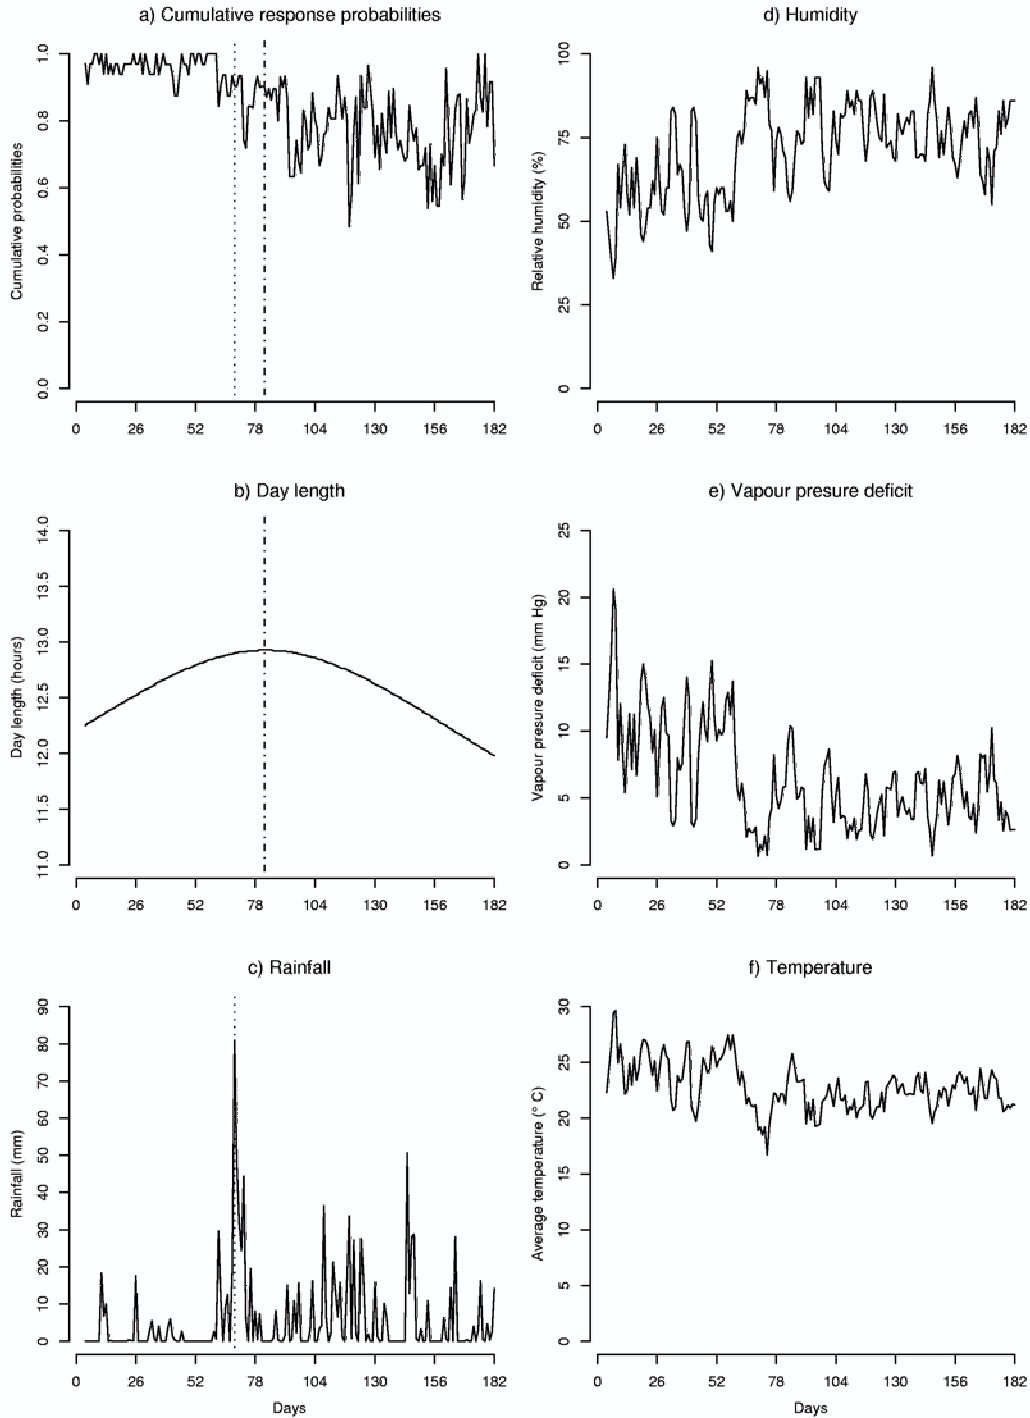 a) Cumulative response probabilities
Cumulative probabilities
0.0 0.2 0.4 0.6 0.8 1.0
0 26 52 78 104 130 156 182
d) Humidity
Relative humidity (%)
0 25 50 75 100
0 26 52 78 104 130 156 182
b) Day length
Day length (hours)
11.0 11.5 12.0 12.5 13.0 13.5 14.0
0 26 52 78 104 130 156 182
e) Vapour presure deficit
Vapour presure deficit (mm Hg)
0 5 10 15 20 25
0 26 52 78 104 130 156 182
c) Rainfall
Rainfall (mm)
0 10 20 30 40 50 60 70 80 90
0 26 52 78 104 130 156 182
Days
f) Temperature
Average temperature (° C)
0 5 10 15 20 25 30
0 26 52 78 104 130 156 182
Days